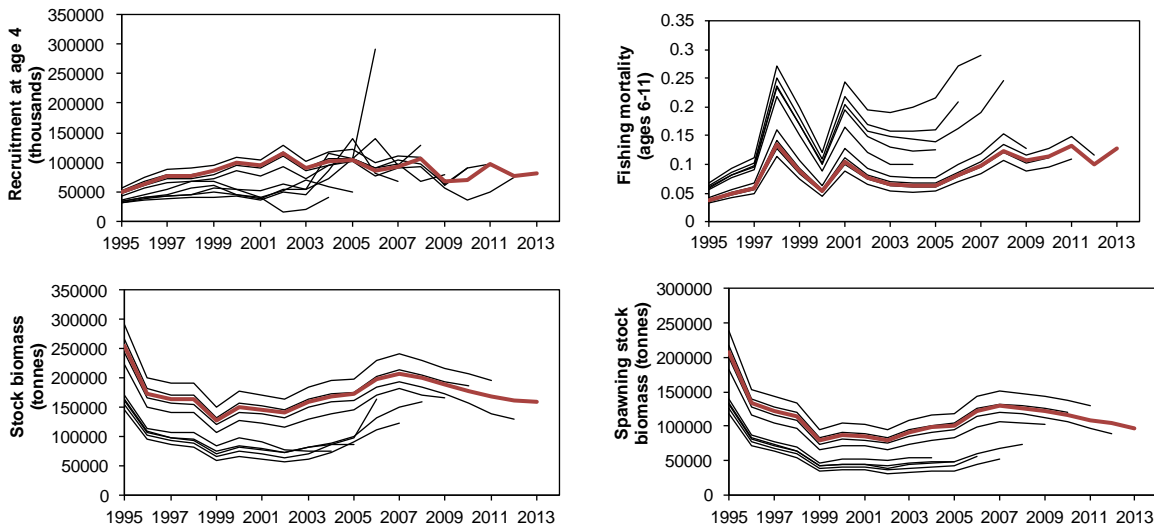 Recruitment at age 4
(thousands)
350000
300000
250000
200000
150000
100000
50000
0
1995 1997 1999 2001 2003 2005 2007 2009 2011 2013
Fishing mortality
(ages 6-11)
0.35
0.3
0.25
0.2
0.15
0.1
0.05
0
1995 1997 1999 2001 2003 2005 2007 2009 2011 2013
Stock biomass
(tonnes)
350000
300000
250000
200000
150000
100000
50000
0
1995 1997 1999 2001 2003 2005 2007 2009 2011 2013
Spawning stock
biomass (tonnes)
300000
250000
200000
150000
100000
50000
0
1995 1997 1999 2001 2003 2005 2007 2009 2011 2013